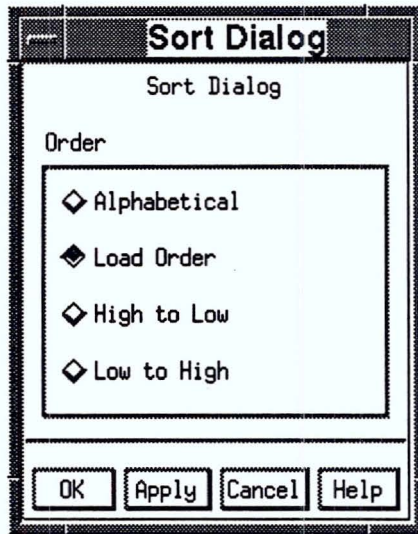 Sort Dialog
Sort Dialog
Order
Alphabetical
Load Order
High to Low
Low to High
OK Apply Cancel Help